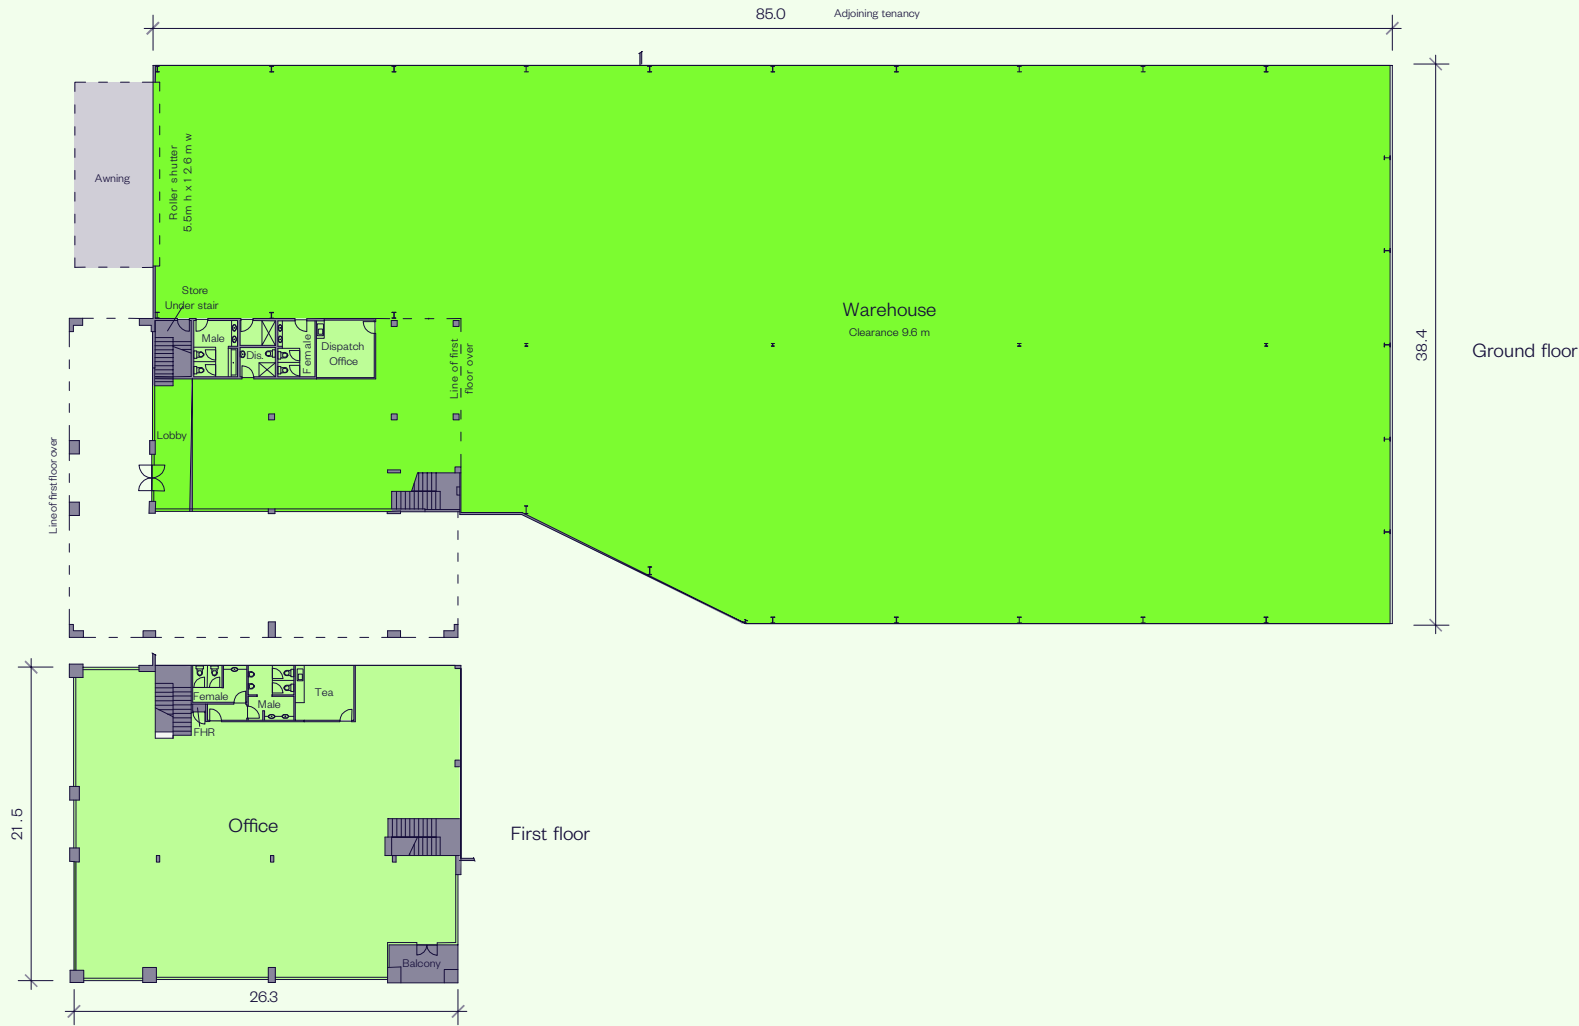 85.0 Adjoining tenancy
Awning
Roller shutter
5.5m h x 12.6 m w
Store
Under stair
Male
Dis.
Female
Dispatch
Office
Line of first
floor over
Lobby
Line of first floor over
Warehouse
Clearance 9.6 m
38.4
Ground floor
Female
Male
Tea
FHR
Office
21.5
First floor
Balcony
26.3